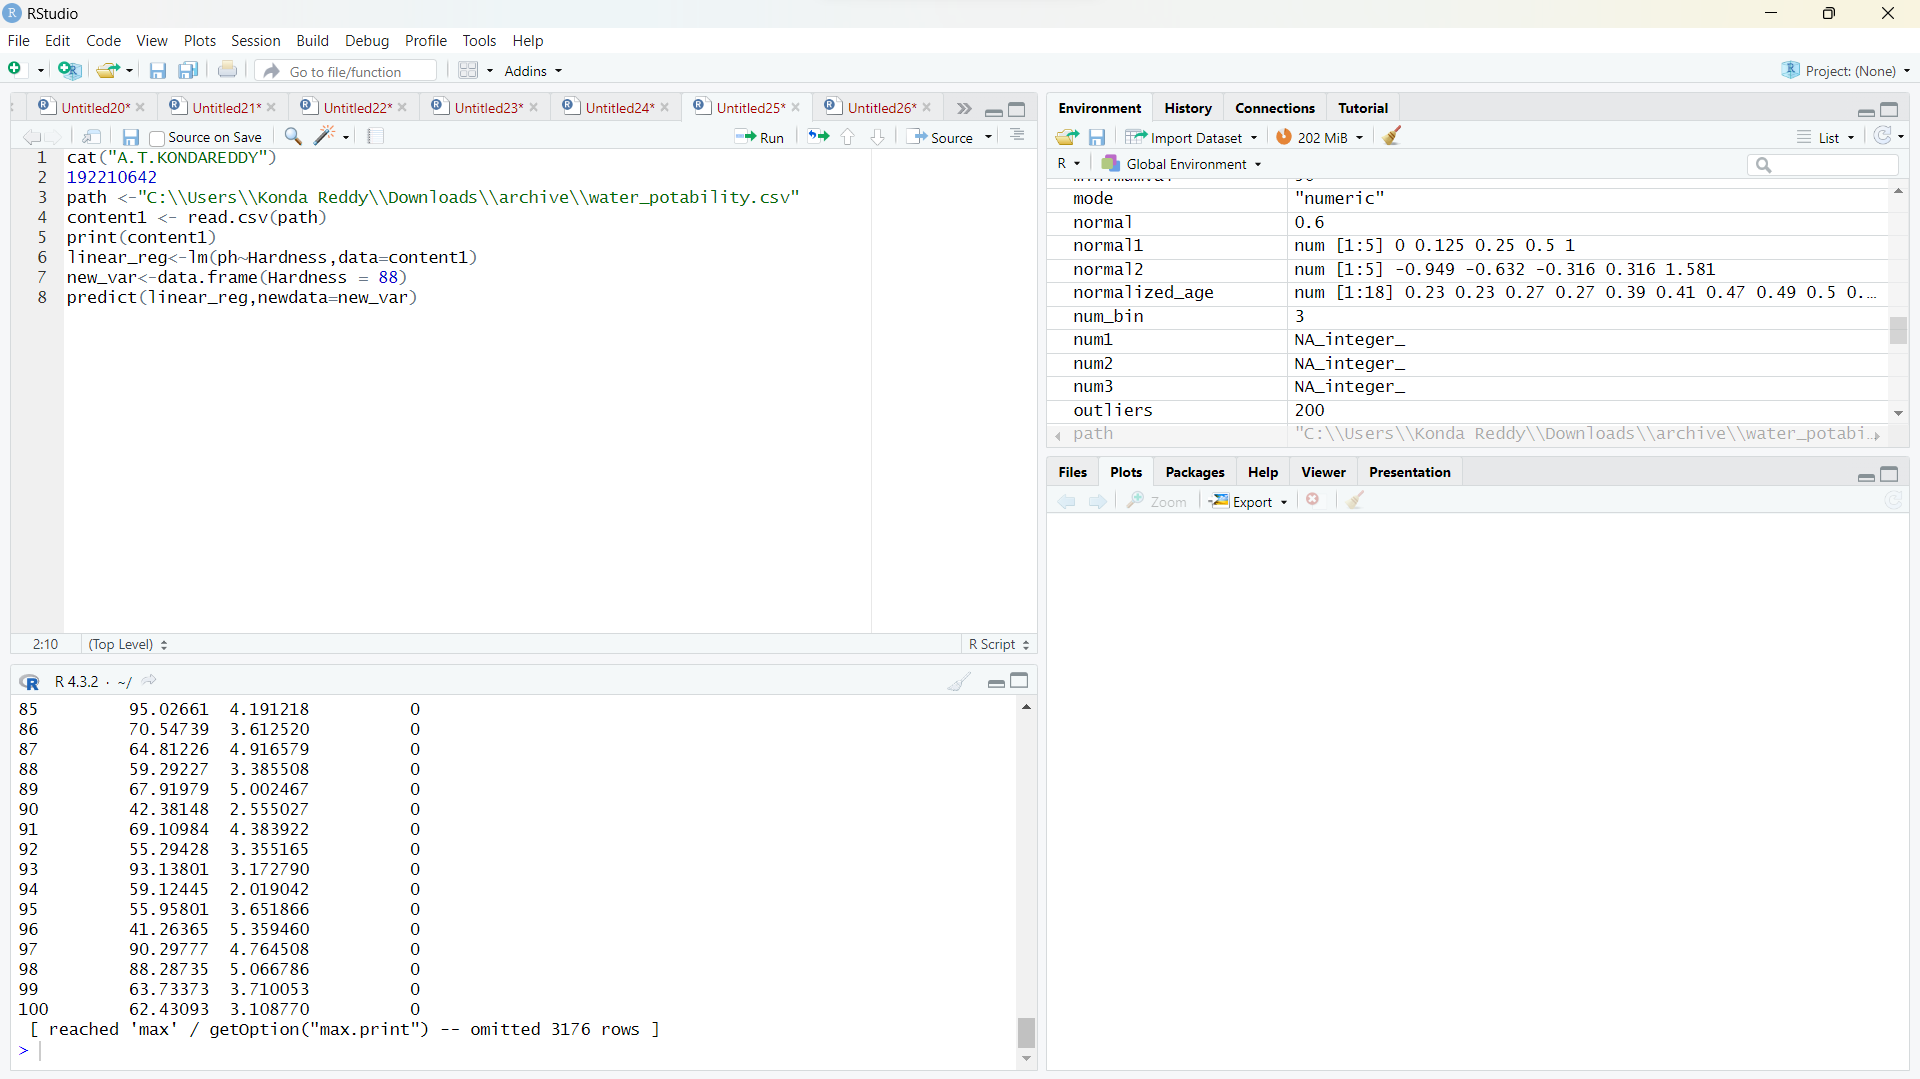 RStudio
File Edit Code View Plots Session Build Debug Profile Tools Help
Go to file/function Addins Project: (None)
Untitled20* Untitled21* Untitled22* Untitled23* Untitled24* Untitled25* Untitled26*
Source on Save Run Source
1 cat("A.T.KONDAREDDY")
2 192210642
3 path <-"C:\\Users\\Konda Reddy\\Downloads\\archive\\water_potability.csv"
4 content1 <- read.csv(path)
5 print(content1)
6 linear_reg<-lm(ph~Hardness,data=content1)
7 new_var<-data.frame(Hardness = 88)
8 predict(linear_reg,newdata=new_var)
2:10 (Top Level) R Script
R 4.3.2 · ~/
85 95.02661 4.191218 0
86 70.54739 3.612520 0
87 64.81226 4.916579 0
88 59.29227 3.385508 0
89 67.91979 5.002467 0
90 42.38148 2.555027 0
91 69.10984 4.383922 0
92 55.29428 3.355165 0
93 93.13801 3.172790 0
94 59.12445 2.019042 0
95 55.95801 3.651866 0
96 41.26365 5.359460 0
97 90.29777 4.764508 0
98 88.28735 5.066786 0
99 63.73373 3.710053 0
100 62.43093 3.108770 0
[ reached 'max' / getOption("max.print") -- omitted 3176 rows ]
>
Environment History Connections Tutorial
Import Dataset 202 MiB List
R Global Environment
mode "numeric"
normal 0.6
normal1 num [1:5] 0 0.125 0.25 0.5 1
normal2 num [1:5] -0.949 -0.632 -0.316 0.316 1.581
normalized_age num [1:18] 0.23 0.23 0.27 0.27 0.39 0.41 0.47 0.49 0.5 0...
num_bin 3
num1 NA_integer_
num2 NA_integer_
num3 NA_integer_
outliers 200
path "C:\\Users\\Konda Reddy\\Downloads\\archive\\water_potabi...
Files Plots Packages Help Viewer Presentation
Zoom Export